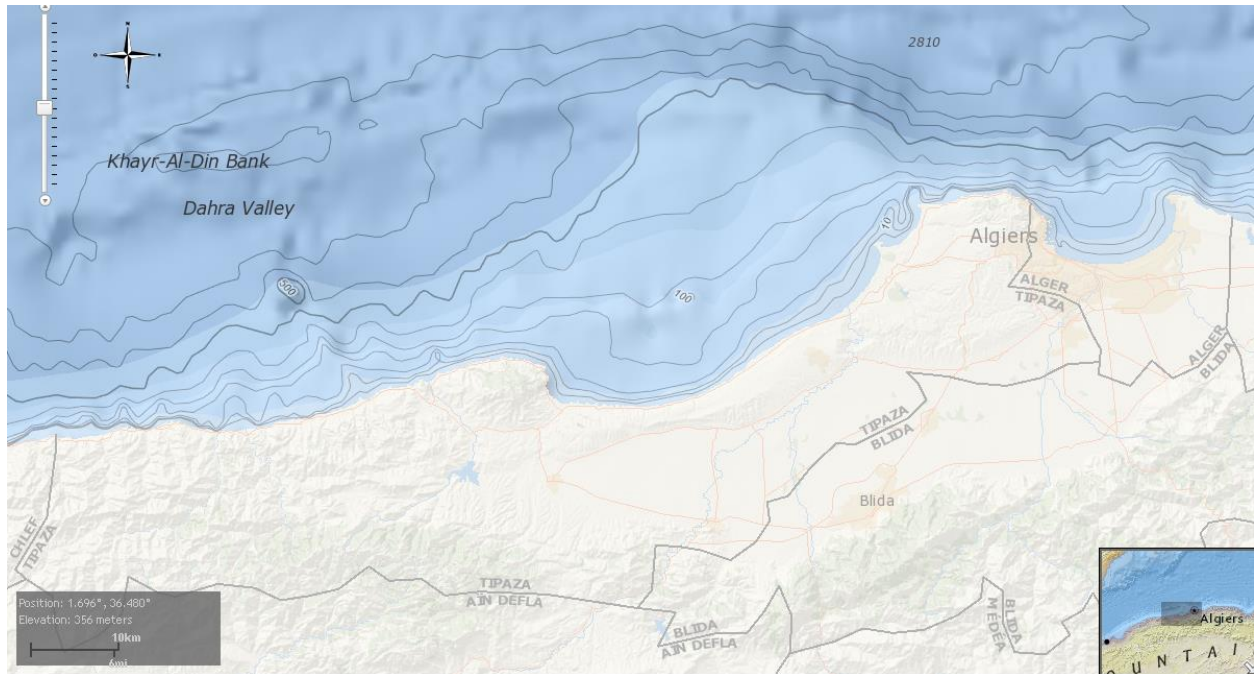 2810
Khayr-Al-Din Bank
Dahra Valley
10
Algiers
500
100
ALGER
TIPAZA
ALGER
BLIDA
TIPAZA
BLIDA
Blida
CHLEF
TIPAZA
TIPAZA
AIN DEFLA
BLIDA
AIN DEFLA
BLIDA
MÉDÉA
Position: 1.696°, 36.480°
Elevation: 356 meters
10km
6mi
Algiers
OUNTAI